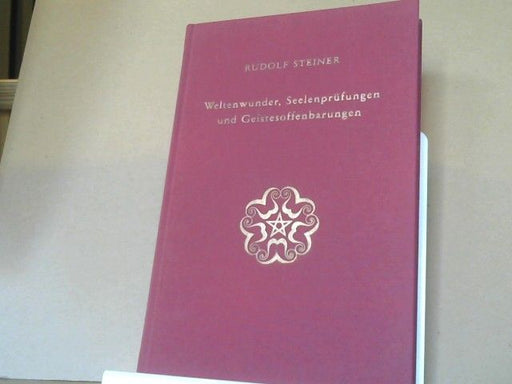 RUDOLF STEINER
Weltenwunder, Seelenprüfungen
und Geistesoffenbarungen